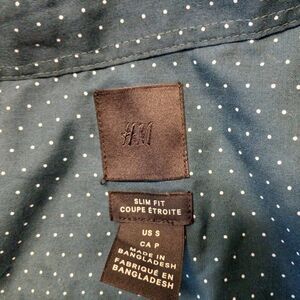 H&M
SLIM FIT
COUPE ÉTROITE
US S
CA P
MADE IN
BANGLADESH
FABRIQUÉ EN
BANGLADESH